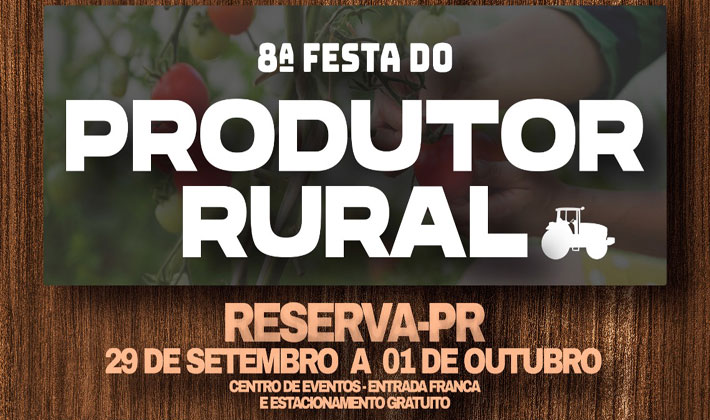 8ª FESTA DO
PRODUTOR
RURAL
RESERVA-PR
29 DE SETEMBRO A 01 DE OUTUBRO
CENTRO DE EVENTOS - ENTRADA FRANCA
E ESTACIONAMENTO GRATUITO